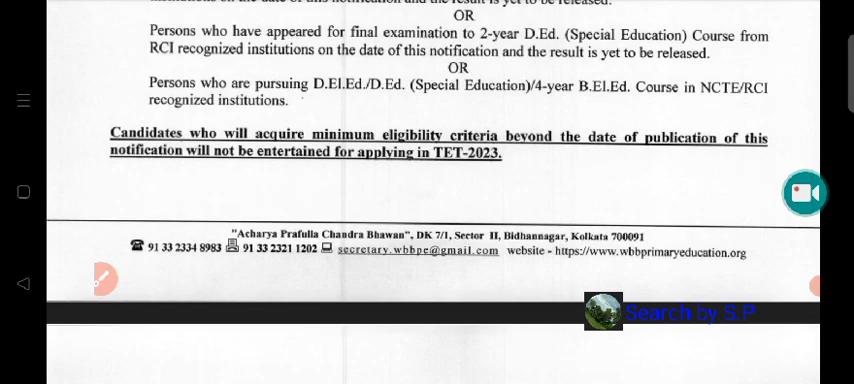 OR
Persons who have appeared for final examination to 2-year D.Ed. (Special Education) Course from
RCI recognized institutions on the date of this notification and the result is yet to be released.
OR
Persons who are pursuing D.El.Ed./D.Ed. (Special Education)/4-year B.El.Ed. Course in NCTE/RCI
recognized institutions.
Candidates who will acquire minimum eligibility criteria beyond the date of publication of this
notification will not be entertained for applying in TET-2023.
"Acharya Prafulla Chandra Bhawan", DK 7/1, Sector II, Bidhannagar, Kolkata 700091
91 33 2334 8983 91 33 2321 1202 secretary.wbbpe@gmail.com website - https://www.wbbprimaryeducation.org
Search by S.P